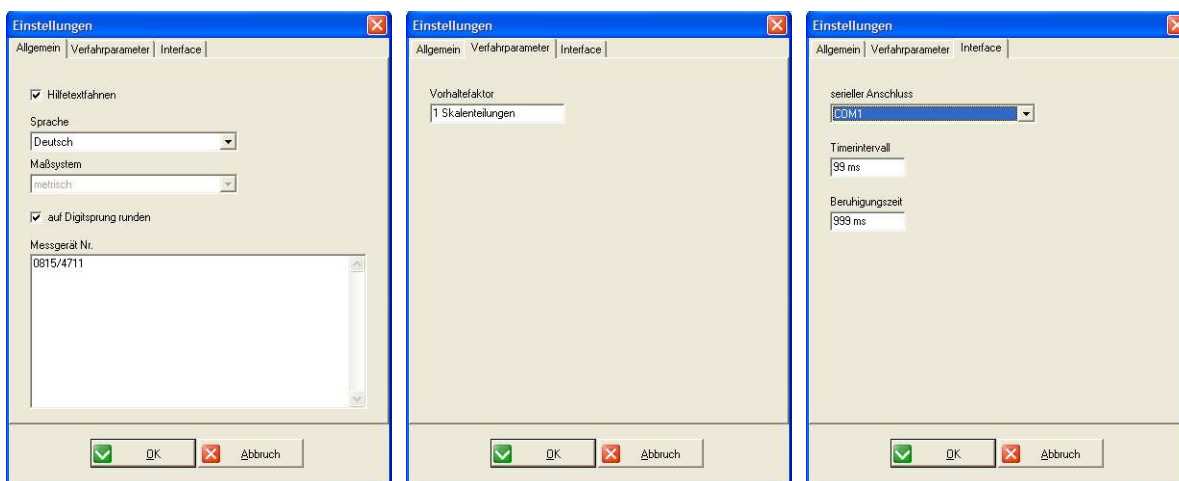 Einstellungen
Allgemein Verfahrparameter Interface
Hilfetextfahnen
Sprache
Deutsch
Maßsystem
metrisch
auf Digitsprung runden
Messgerät Nr.
0815/4711
OK Abbruch
Einstellungen
Allgemein Verfahrparameter Interface
Vorhaltefaktor
1 Skalenteilungen
OK Abbruch
Einstellungen
Allgemein Verfahrparameter Interface
serieller Anschluss
COM1
Timerintervall
99 ms
Beruhigungszeit
999 ms
OK Abbruch